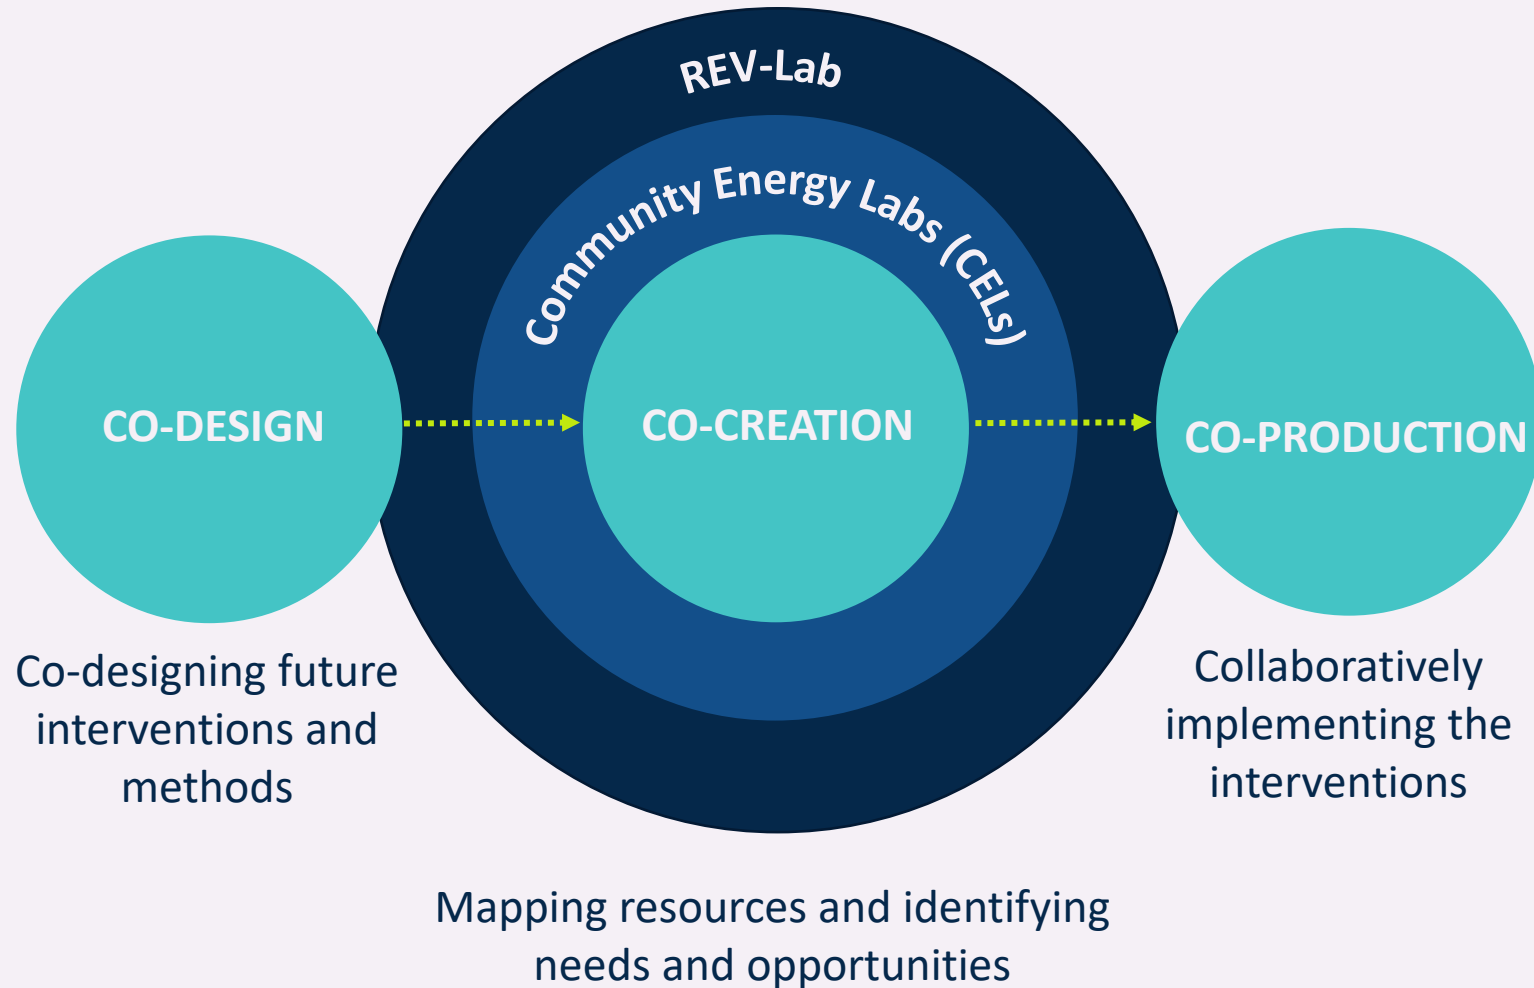 REV-Lab
Community Energy Labs (CELs)
CO-DESIGN
CO-CREATION
CO-PRODUCTION
Co-designing future
interventions and
methods
Collaboratively
implementing the
interventions
Mapping resources and identifying
needs and opportunities